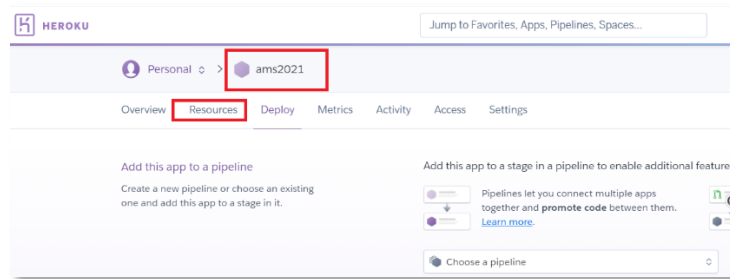 HEROKU
Jump to Favorites, Apps, Pipelines, Spaces...
Personal > ams2021
Overview Resources Deploy Metrics Activity Access Settings
Add this app to a pipeline
Create a new pipeline or choose an existing
one and add this app to a stage in it.
Add this app to a stage in a pipeline to enable additional feature
Pipelines let you connect multiple apps
together and promote code between them.
Learn more.
Choose a pipeline